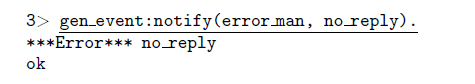 3> gen_event:notify(error_man, no_reply).
***Error*** no_reply
ok